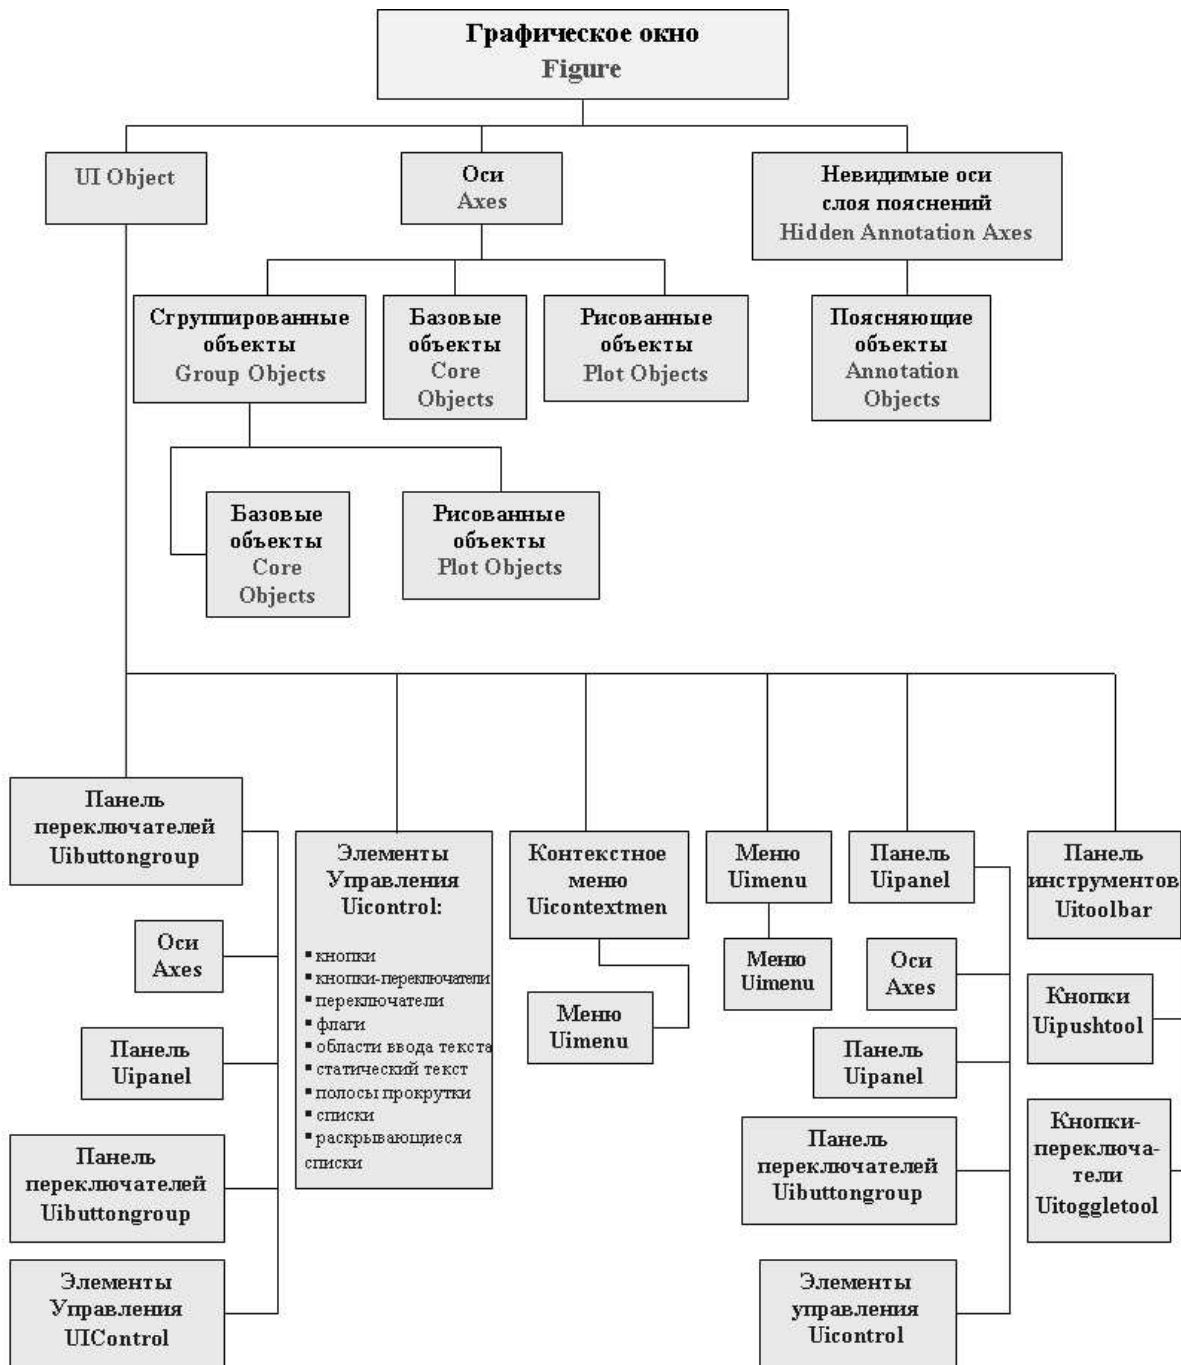 Графическое окно
Figure
UI Object
Оси
Axes
Невидимые оси
слоя пояснений
Hidden Annotation Axes
Сгруппированные
объекты
Group Objects
Базовые
объекты
Core
Objects
Рисованные
объекты
Plot Objects
Поясняющие
объекты
Annotation
Objects
Базовые
объекты
Core
Objects
Рисованные
объекты
Plot Objects
Панель
переключателей
Uibuttongroup
Оси
Axes
Панель
Uipanel
Панель
переключателей
Uibuttongroup
Элементы
Управления
UIControl
Элементы
Управления
Uicontrol:
▪ кнопки
▪ кнопки-переключатели
▪ переключатели
▪ флаги
▪ области ввода текста
▪ статический текст
▪ полосы прокрутки
▪ списки
▪ раскрывающиеся
списки
Контекстное
меню
Uicontextmen
Меню
Uimenu
Меню
Uimenu
Меню
Uimenu
Панель
Uipanel
Оси
Axes
Панель
Uipanel
Панель
переключателей
Uibuttongroup
Элементы
управления
Uicontrol
Панель
инструментов
Uitoolbar
Кнопки
Uipushtool
Кнопки-
переключа-
тели
Uitoggletool